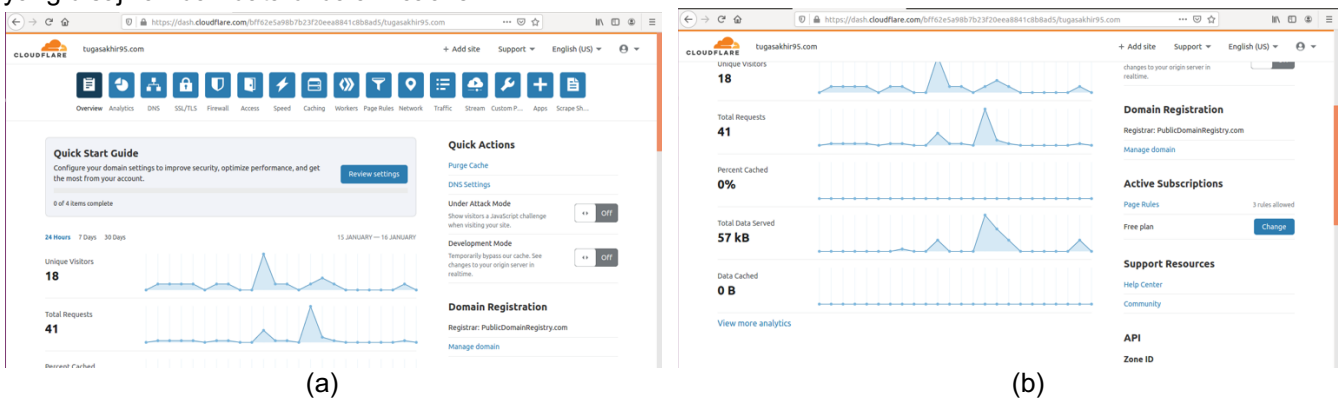 yang
https://dash.cloudflare.com/bff62e5a98b7b23f20eea8841c8b8ad5/tugasakhir95.com
CLOUDFLARE
tugasakhir95.com
+ Add site Support English (US)
Overview Analytics DNS SSL/TLS Firewall Access Speed Caching Workers Page Rules Network Traffic Stream Custom P... Apps Scrape Sh...
Quick Start Guide
Configure your domain settings to improve security, optimize performance, and get
the most from your account.
Review settings
0 of 4 items complete
24 Hours 7 Days 30 Days 15 JANUARY — 16 JANUARY
Unique Visitors
18
Total Requests
41
Percent Cached
Quick Actions
Purge Cache
DNS Settings
Under Attack Mode
Show visitors a JavaScript challenge
when visiting your site.
Off
Development Mode
Temporarily bypass our cache. See
changes to your origin server in
realtime.
Off
Domain Registration
Registrar: PublicDomainRegistry.com
Manage domain
(a)
https://dash.cloudflare.com/bff62e5a98b7b23f20eea8841c8b8ad5/tugasakhir95.com
CLOUDFLARE
tugasakhir95.com
+ Add site Support English (US)
Unique Visitors
18
Total Requests
41
Percent Cached
0%
Total Data Served
57 kB
Data Cached
0 B
View more analytics
changes to your origin server in
realtime.
Domain Registration
Registrar: PublicDomainRegistry.com
Manage domain
Active Subscriptions
Page Rules 3 rules allowed
Free plan Change
Support Resources
Help Center
Community
API
Zone ID
(b)